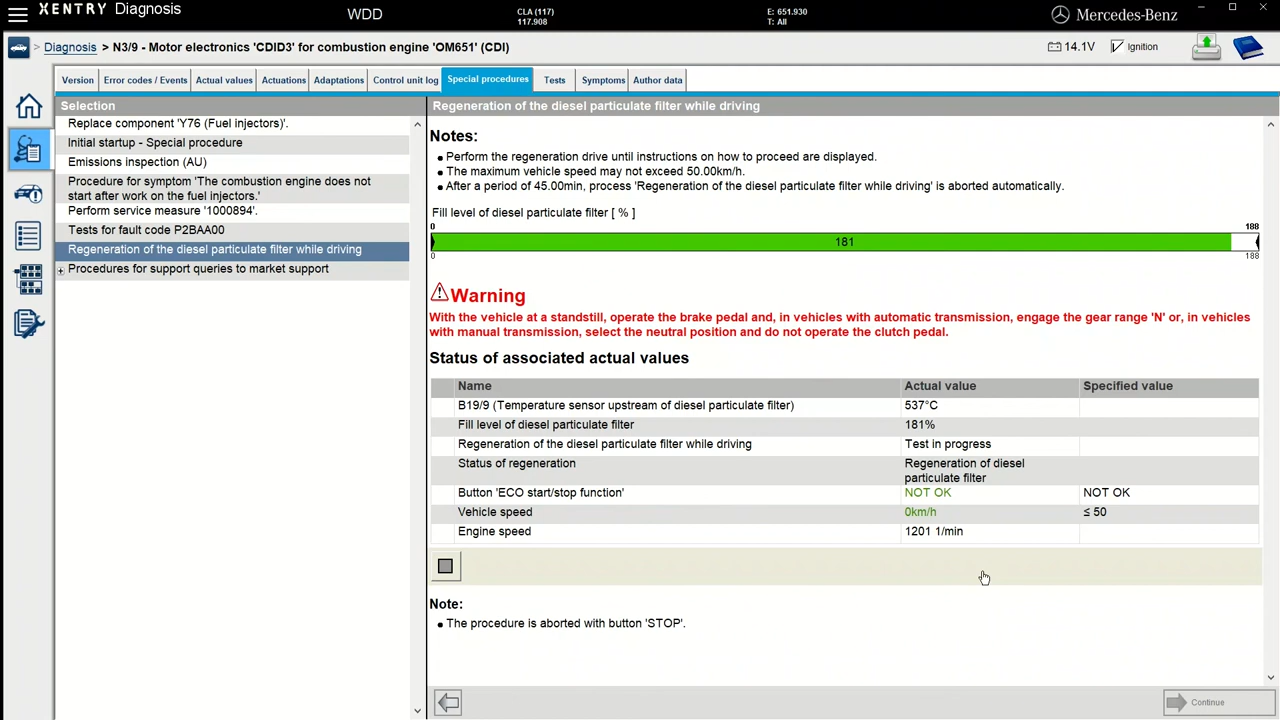 XENTRY Diagnosis
WDD
CLA (117)
117.908
E: 651.930
T: All
Mercedes-Benz
> Diagnosis > N3/9 - Motor electronics 'CDID3' for combustion engine 'OM651' (CDI)
14.1V
Ignition
Version
Error codes / Events
Actual values
Actuations
Adaptations
Control unit log
Special procedures
Tests
Symptoms
Author data
Selection
Replace component 'Y76 (Fuel injectors)'.
Initial startup - Special procedure
Emissions inspection (AU)
Procedure for symptom 'The combustion engine does not
start after work on the fuel injectors.'
Perform service measure '1000894'.
Tests for fault code P2BAA00
Regeneration of the diesel particulate filter while driving
Procedures for support queries to market support
Regeneration of the diesel particulate filter while driving
Notes:
• Perform the regeneration drive until instructions on how to proceed are displayed.
• The maximum vehicle speed may not exceed 50.00km/h.
• After a period of 45.00min, process 'Regeneration of the diesel particulate filter while driving' is aborted automatically.
Fill level of diesel particulate filter [ % ]
0 188
181
0 188
Warning
With the vehicle at a standstill, operate the brake pedal and, in vehicles with automatic transmission, engage the gear range 'N' or, in vehicles
with manual transmission, select the neutral position and do not operate the clutch pedal.
Status of associated actual values
Name Actual value Specified value
B19/9 (Temperature sensor upstream of diesel particulate filter) 537°C
Fill level of diesel particulate filter 181%
Regeneration of the diesel particulate filter while driving Test in progress
Status of regeneration Regeneration of diesel
particulate filter
Button 'ECO start/stop function' NOT OK NOT OK
Vehicle speed 0km/h ≤ 50
Engine speed 1201 1/min
Note:
• The procedure is aborted with button 'STOP'.
Continue